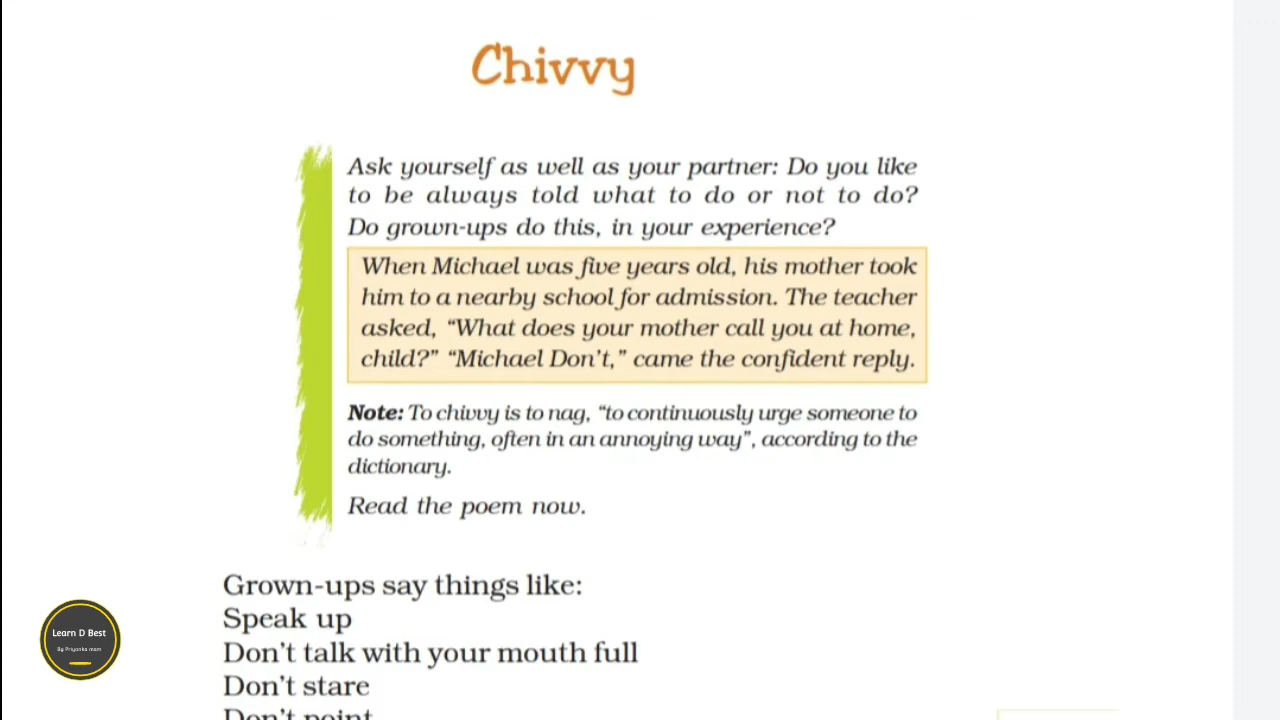 Chivvy
Ask yourself as well as your partner: Do you like
to be always told what to do or not to do?
Do grown-ups do this, in your experience?
When Michael was five years old, his mother took
him to a nearby school for admission. The teacher
asked, “What does your mother call you at home,
child?” “Michael Don’t,” came the confident reply.
Note: To chivvy is to nag, “to continuously urge someone to
do something, often in an annoying way”, according to the
dictionary.
Read the poem now.
Grown-ups say things like:
Speak up
Don’t talk with your mouth full
Don’t stare
Don’t point
Learn D Best
By Priyanka mam